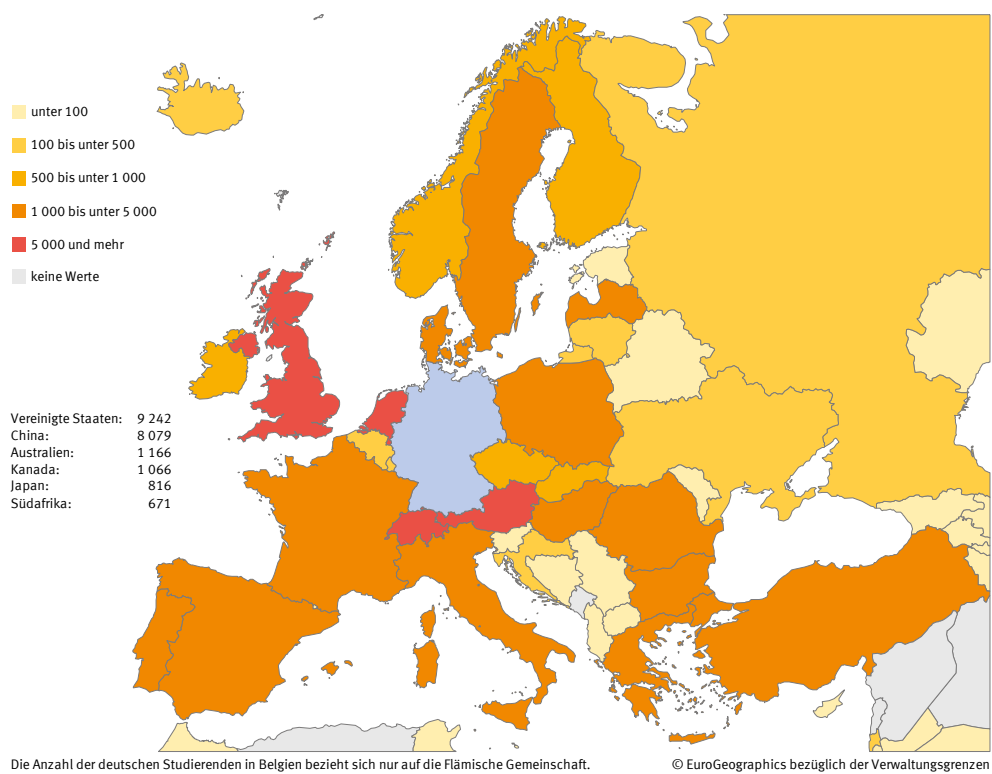 unter 100
100 bis unter 500
500 bis unter 1 000
1 000 bis unter 5 000
5 000 und mehr
keine Werte
Vereinigte Staaten: 9 242
China: 8 079
Australien: 1 166
Kanada: 1 066
Japan: 816
Südafrika: 671
Die Anzahl der deutschen Studierenden in Belgien bezieht sich nur auf die Flämische Gemeinschaft. © EuroGeographics bezüglich der Verwaltungsgrenzen